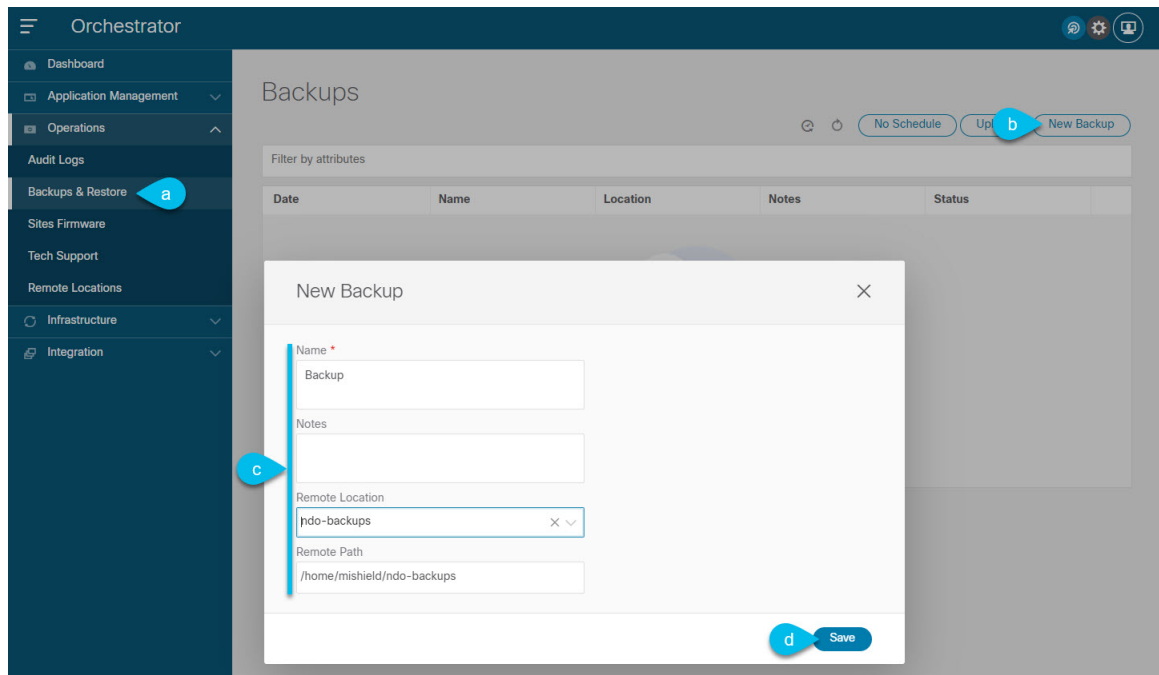 Orchestrator
Dashboard
Application Management
Operations
Audit Logs
Backups & Restore
a
Sites Firmware
Tech Support
Remote Locations
Infrastructure
Integration
Backups
No Schedule
b
New Backup
Filter by attributes
Date Name Location Notes Status
New Backup
Name *
Backup
Notes
c
Remote Location
ndo-backups
Remote Path
/home/mishield/ndo-backups
d
Save